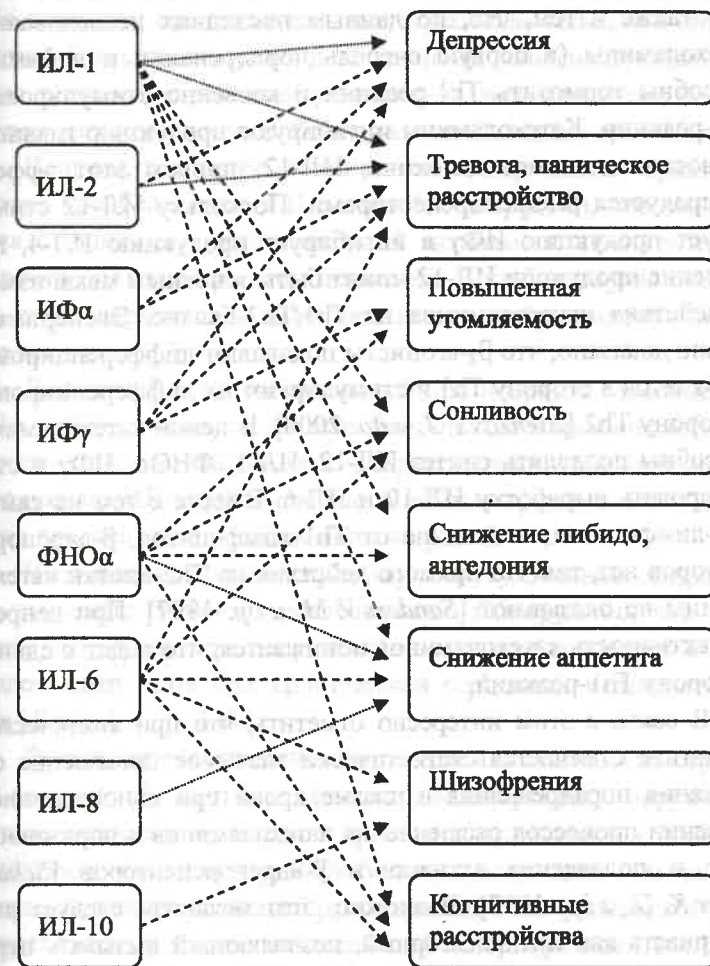 ИЛ-1
ИЛ-2
ИФα
ИФγ
ФНОα
ИЛ-6
ИЛ-8
ИЛ-10
Депрессия
Тревога, паническое
расстройство
Повышенная
утомляемость
Сонливость
Снижение либидо,
ангедония
Снижение аппетита
Шизофрения
Когнитивные
расстройства